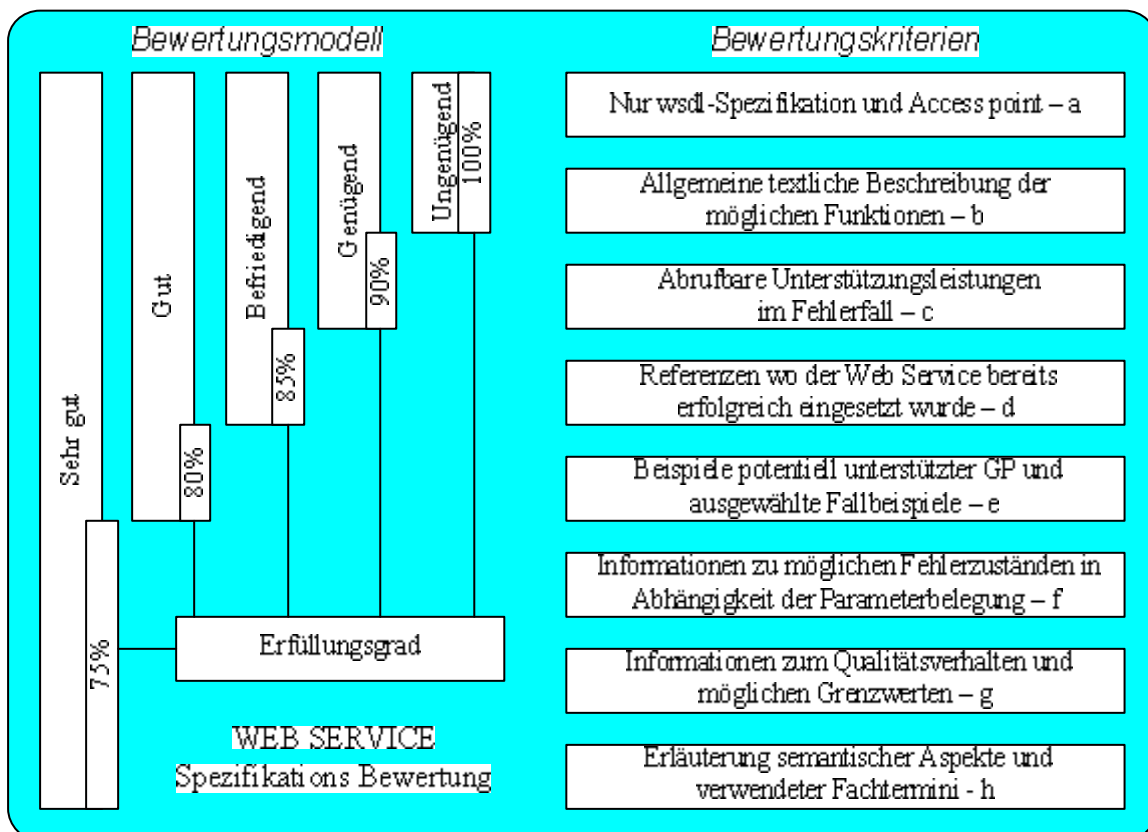 Bewertungsmodell
Sehr gut
75%
Gut
80%
Befriedigend
85%
Genügend
90%
Ungenügend
100%
Erfüllungsgrad
WEB SERVICE
Spezifikations Bewertung
Bewertungskriterien
Nur wsdl-Spezifikation und Access point – a
Allgemeine textliche Beschreibung der
möglichen Funktionen – b
Abrufbare Unterstützungsleistungen
im Fehlerfall – c
Referenzen wo der Web Service bereits
erfolgreich eingesetzt wurde – d
Beispiele potentiell unterstützter GP und
ausgewählte Fallbeispiele – e
Informationen zu möglichen Fehlerzuständen in
Abhängigkeit der Parameterbelegung – f
Informationen zum Qualitätsverhalten und
möglichen Grenzwerten – g
Erläuterung semantischer Aspekte und
verwendeter Fachtermini - h